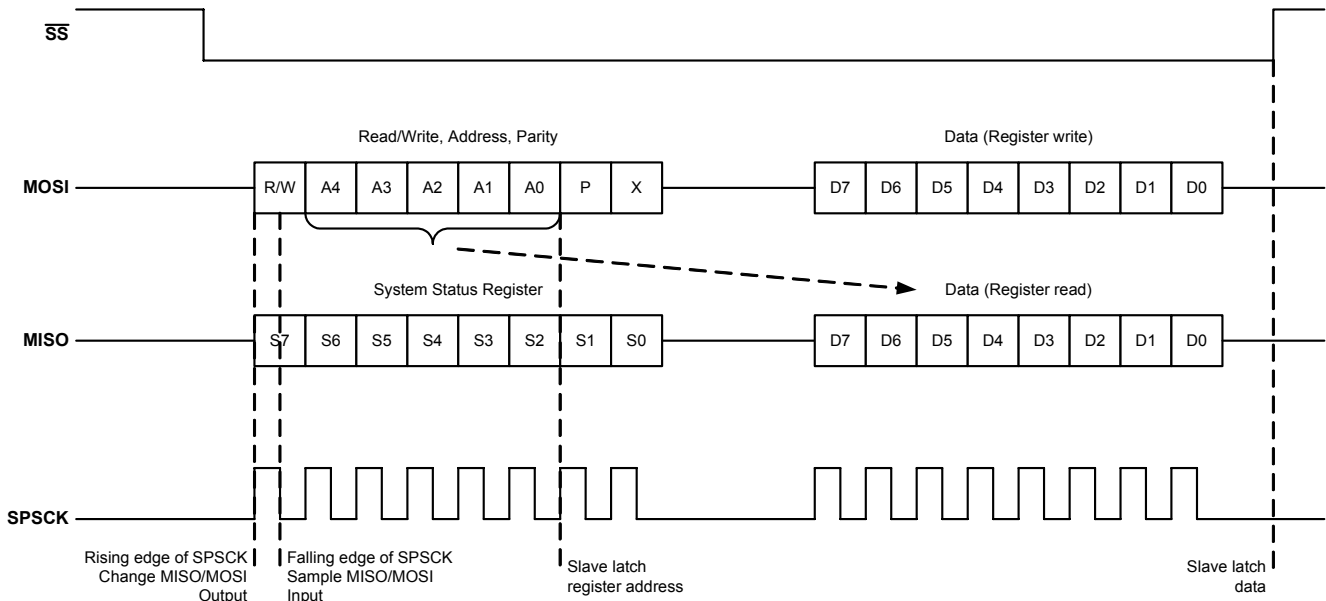 SS
Read/Write, Address, Parity Data (Register write)
MOSI R/W A4 A3 A2 A1 A0 P X D7 D6 D5 D4 D3 D2 D1 D0
System Status Register Data (Register read)
MISO S7 S6 S5 S4 S3 S2 S1 S0 D7 D6 D5 D4 D3 D2 D1 D0
SPSCK
Rising edge of SPSCK
Change MISO/MOSI
Output
Falling edge of SPSCK
Sample MISO/MOSI
Input
Slave latch
register address
Slave latch
data